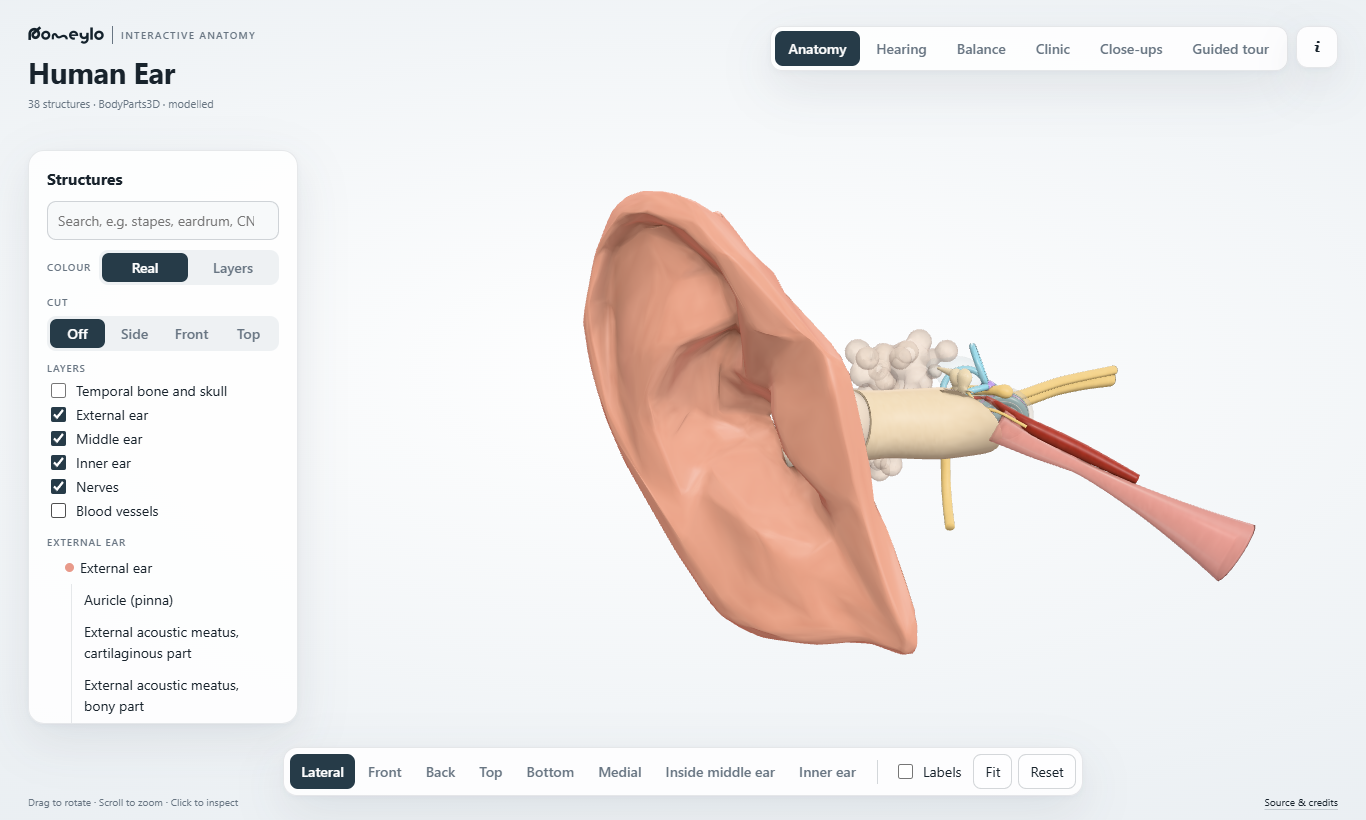 Domeylo
INTERACTIVE ANATOMY
Human Ear
38 structures · BodyParts3D · modelled
Anatomy Hearing Balance Clinic Close-ups Guided tour i
Structures
Search, e.g. stapes, eardrum, CN
COLOUR Real Layers
CUT
Off Side Front Top
LAYERS
Temporal bone and skull
External ear
Middle ear
Inner ear
Nerves
Blood vessels
EXTERNAL EAR
External ear
Auricle (pinna)
External acoustic meatus,
cartilaginous part
External acoustic meatus,
bony part
Lateral Front Back Top Bottom Medial Inside middle ear Inner ear Labels Fit Reset
Drag to rotate · Scroll to zoom · Click to inspect
Source & credits